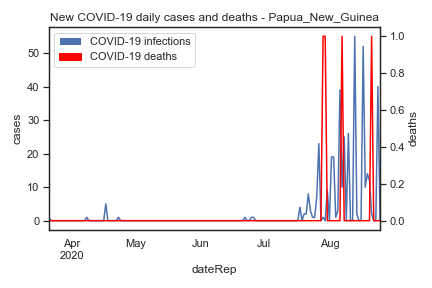 New COVID-19 daily cases and deaths - Papua_New_Guinea
COVID-19 infections
COVID-19 deaths
cases
50
40
30
20
10
0
deaths
1.0
0.8
0.6
0.4
0.2
0.0
Apr
2020
May
Jun
Jul
Aug
dateRep